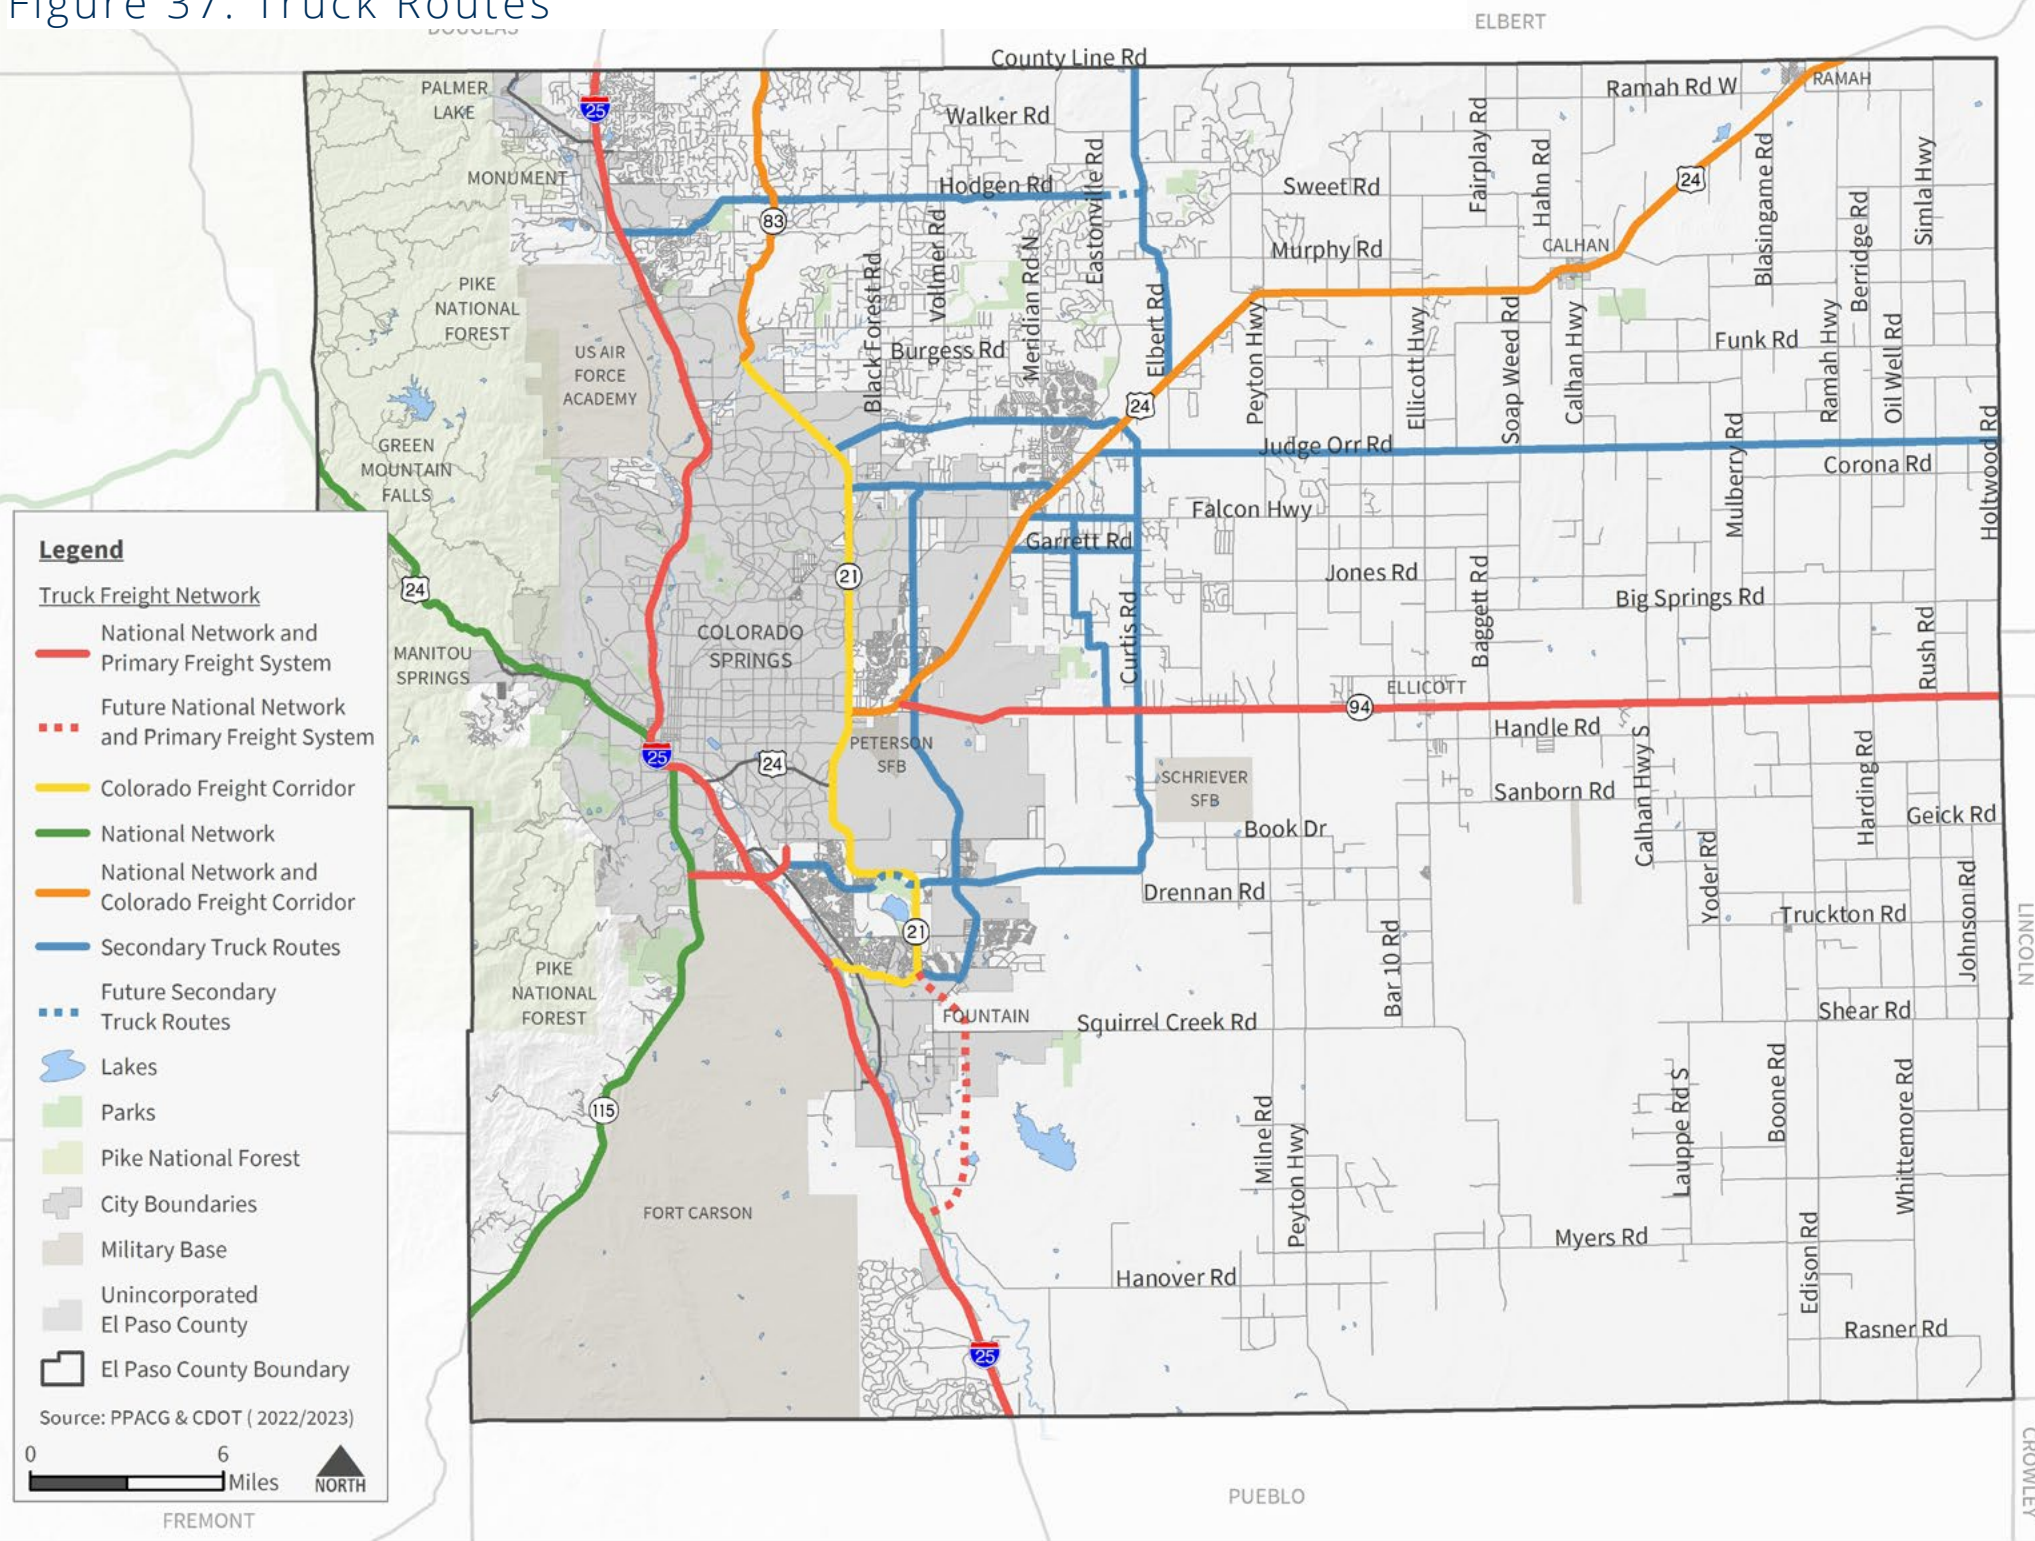 Figure 37. Truck Routes
DOUGLAS
ELBERT
County Line Rd
PALMER
LAKE
25
Walker Rd
Ramah Rd W
RAMAH
Fairplay Rd
Hahn Rd
Blasingame Rd
Simla Hwy
MONUMENT
Hodgen Rd
Eastonville Rd
Sweet Rd
24
83
Vollmer Rd
Meridian Rd N
Murphy Rd
CALHAN
Berridge Rd
PIKE
NATIONAL
FOREST
Black Forest Rd
Elbert Rd
Peyton Hwy
Ellicott Hwy
Soap Weed Rd
Calhan Hwy
Ramah Hwy
Oil Well Rd
US AIR
FORCE
ACADEMY
Burgess Rd
Funk Rd
24
GREEN
MOUNTAIN
FALLS
Judge Orr Rd
Mulberry Rd
Corona Rd
Holtwood Rd
Falcon Hwy
Garrett Rd
24
21
Jones Rd
Baggett Rd
Big Springs Rd
COLORADO
SPRINGS
Curtis Rd
Rush Rd
MANITOU
SPRINGS
ELLICOTT
94
Handle Rd
25
24
PETERSON
SFB
SCHRIEVER
SFB
Sanborn Rd
Calhan Hwy S
Harding Rd
Book Dr
Geick Rd
Yoder Rd
Drennan Rd
Truckton Rd
Johnson Rd
LINCOLN
21
Bar 10 Rd
PIKE
NATIONAL
FOREST
FOUNTAIN
Squirrel Creek Rd
Shear Rd
115
Milne Rd
Peyton Hwy
Lauppe Rd S
Boone Rd
Whittemore Rd
FORT CARSON
Myers Rd
Edison Rd
Hanover Rd
Rasner Rd
25
PUEBLO
CROWLEY
FREMONT
Legend
Truck Freight Network
National Network and
Primary Freight System
Future National Network
and Primary Freight System
Colorado Freight Corridor
National Network
National Network and
Colorado Freight Corridor
Secondary Truck Routes
Future Secondary
Truck Routes
Lakes
Parks
Pike National Forest
City Boundaries
Military Base
Unincorporated
El Paso County
El Paso County Boundary
Source: PPACG & CDOT ( 2022/2023)
0 6
Miles
NORTH